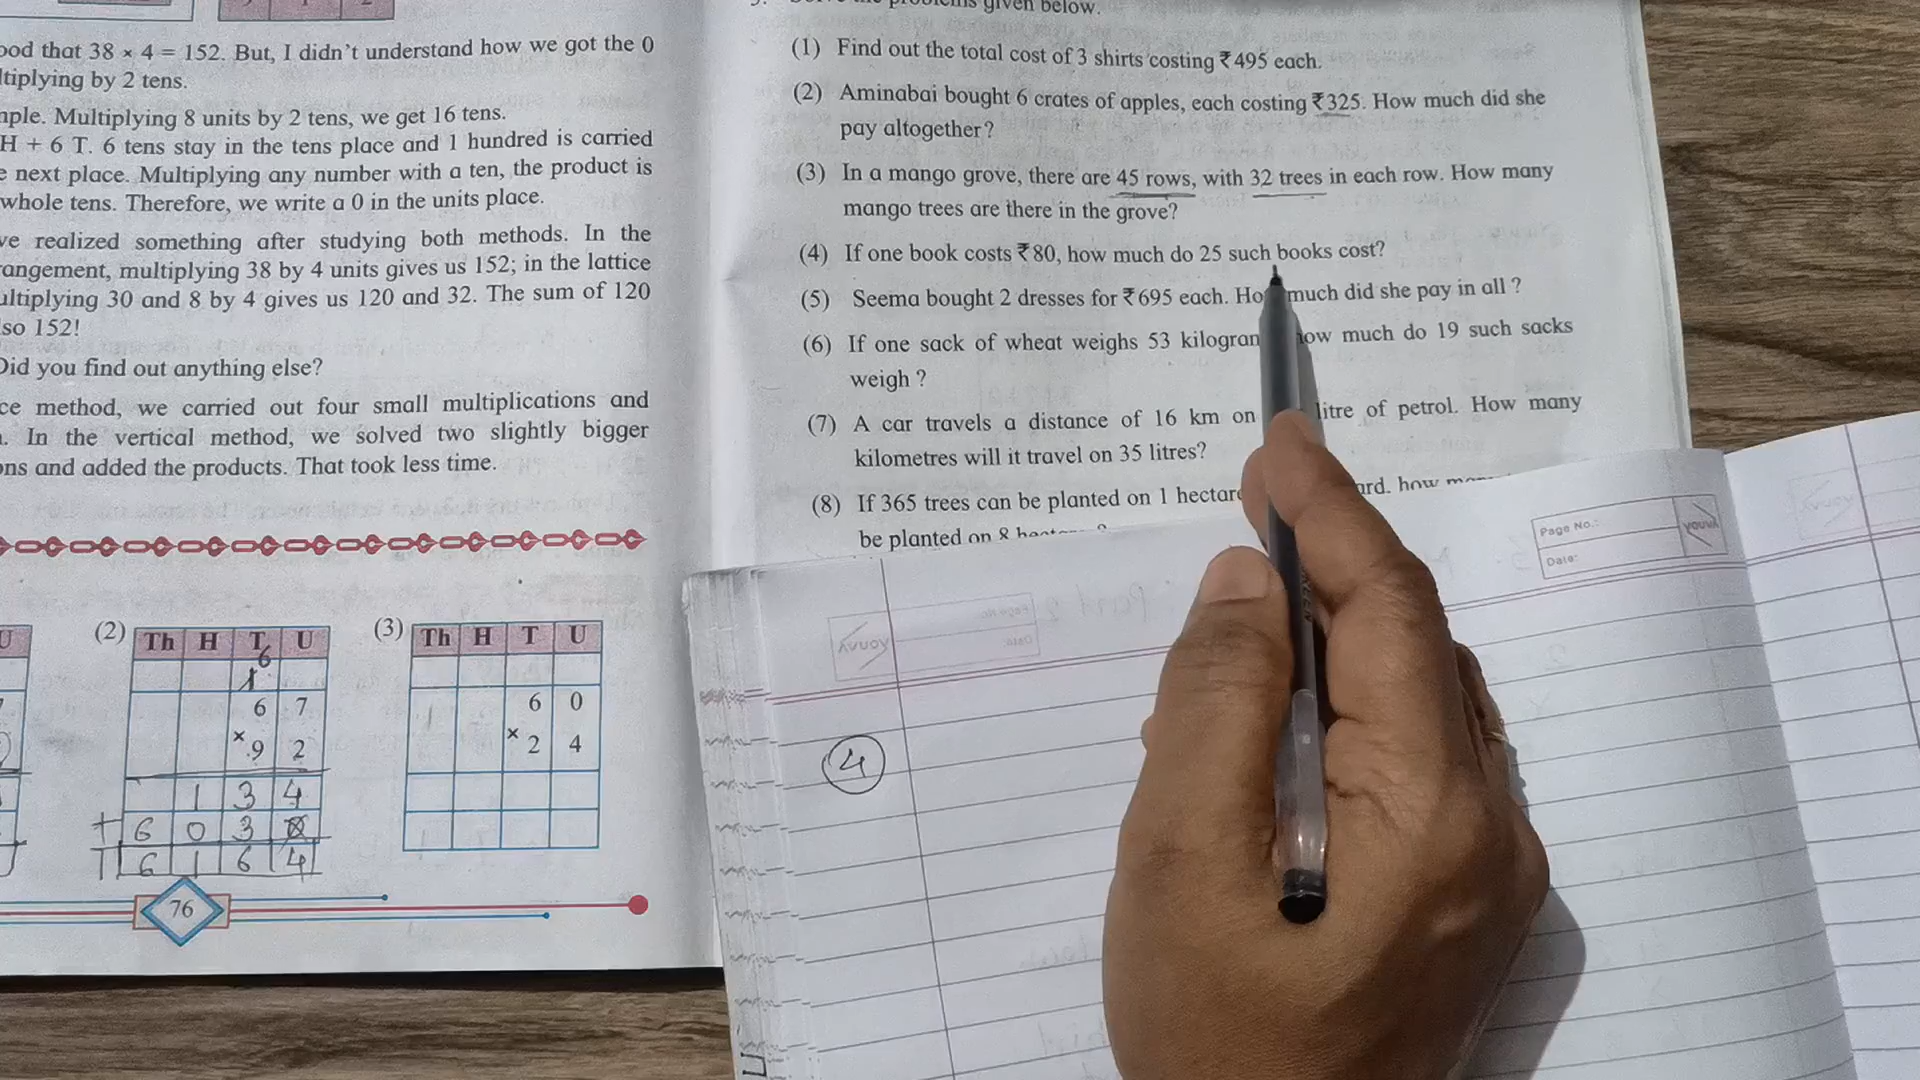 ood that 38 × 4 = 152. But, I didn't understand how we got the 0
ltiplying by 2 tens.
mple. Multiplying 8 units by 2 tens, we get 16 tens.
H + 6 T. 6 tens stay in the tens place and 1 hundred is carried
e next place. Multiplying any number with a ten, the product is
whole tens. Therefore, we write a 0 in the units place.
ve realized something after studying both methods. In the
rangement, multiplying 38 by 4 units gives us 152; in the lattice
ultiplying 30 and 8 by 4 gives us 120 and 32. The sum of 120
so 152!
Did you find out anything else?
ce method, we carried out four small multiplications and
. In the vertical method, we solved two slightly bigger
ons and added the products. That took less time.
U
(2) Th H T U
6
1
6 7
× 9 2
1 3 4
+ 6 0 3
6 1 6 4
(3) Th H T U
6 0
× 2 4
76
given below.
(1) Find out the total cost of 3 shirts costing ₹495 each.
(2) Aminabai bought 6 crates of apples, each costing ₹325. How much did she
pay altogether?
(3) In a mango grove, there are 45 rows, with 32 trees in each row. How many
mango trees are there in the grove?
(4) If one book costs ₹80, how much do 25 such books cost?
(5) Seema bought 2 dresses for ₹695 each. Ho much did she pay in all ?
(6) If one sack of wheat weighs 53 kilogram how much do 19 such sacks
weigh ?
(7) A car travels a distance of 16 km on litre of petrol. How many
kilometres will it travel on 35 litres?
(8) If 365 trees can be planted on 1 hectare ard, how
be planted on 8
Page No.:
Date:
YOUVA
4